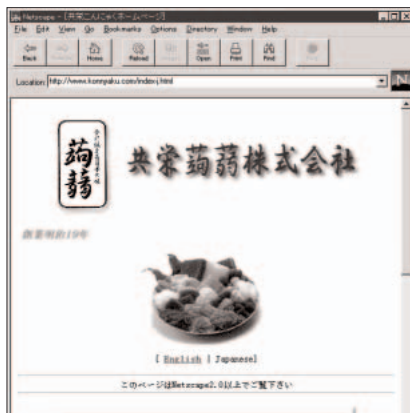 Netscape - [共栄こんにゃくホームページ]
File Edit View Go Bookmarks Options Directory Window Help
Back Home Reload Open Print Find
Location: http://www.konnyaku.com/indexj.html
N
蒟蒻
共栄蒟蒻株式会社
創業明治19年
[ English | Japanese]
このページはNetscape2.0以上でご覧下さい